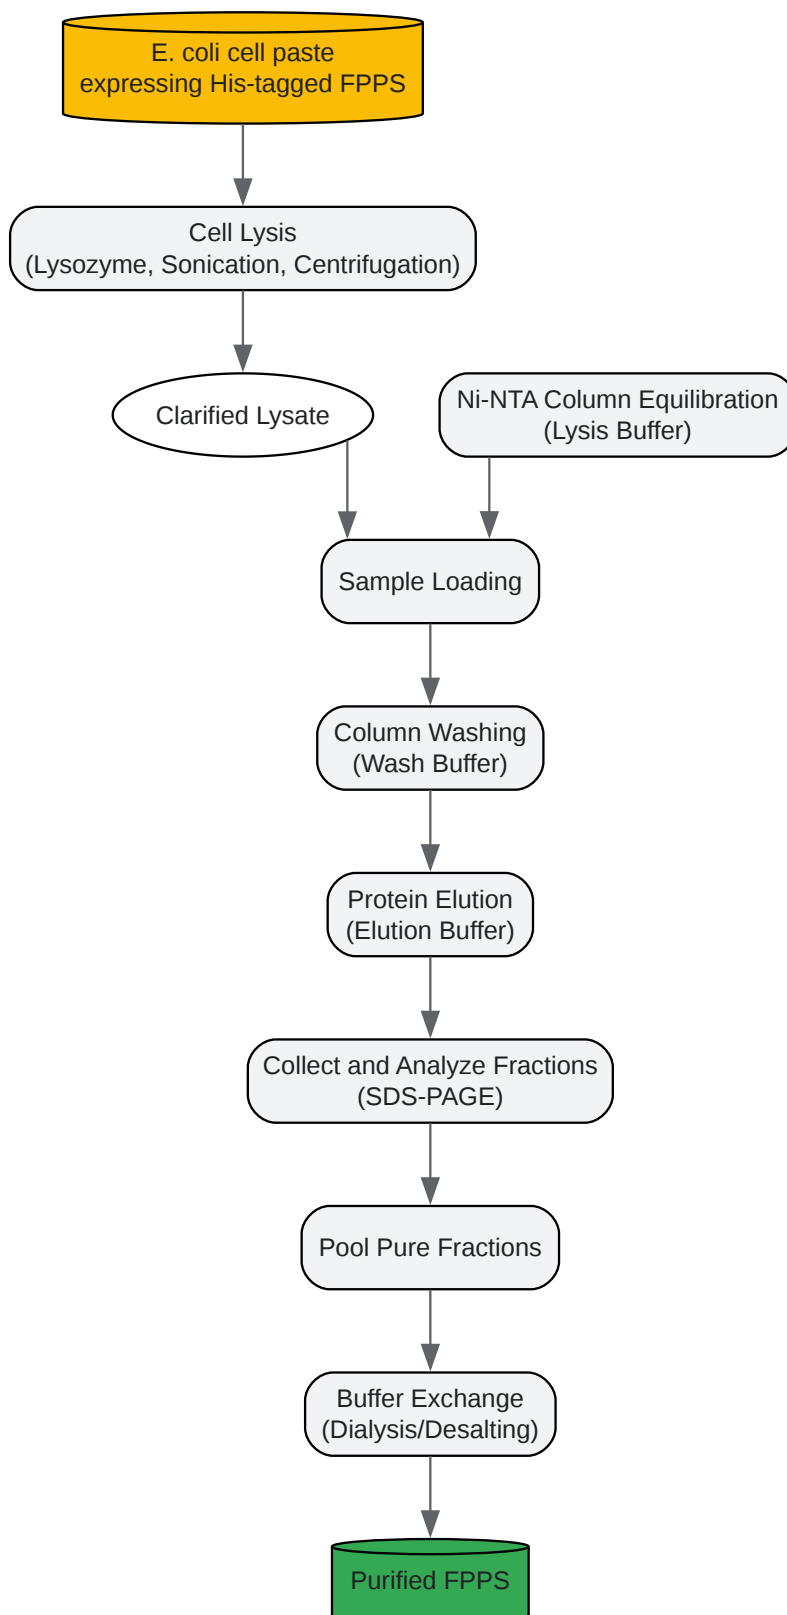 E. coli cell paste
expressing His-tagged FPPS
Cell Lysis
(Lysozyme, Sonication, Centrifugation)
Clarified Lysate
Ni-NTA Column Equilibration
(Lysis Buffer)
Sample Loading
Column Washing
(Wash Buffer)
Protein Elution
(Elution Buffer)
Collect and Analyze Fractions
(SDS-PAGE)
Pool Pure Fractions
Buffer Exchange
(Dialysis/Desalting)
Purified FPPS